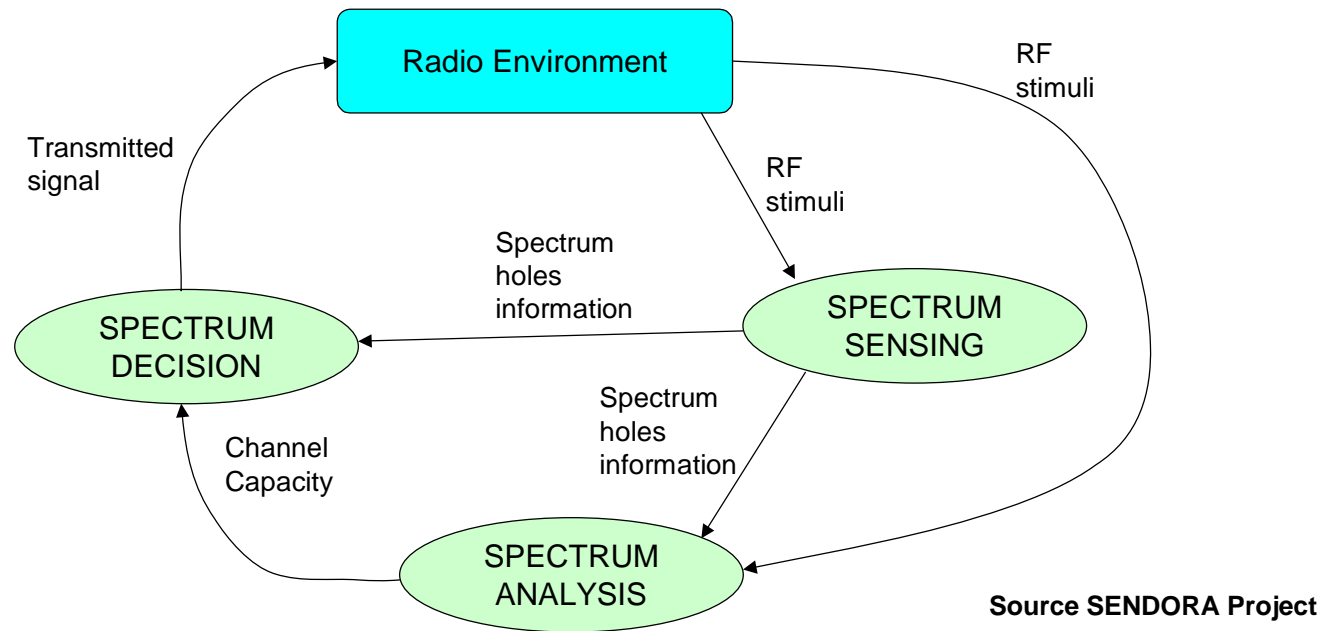 Radio Environment
RF
stimuli
Transmitted
signal
RF
stimuli
Spectrum
holes
information
SPECTRUM
DECISION
SPECTRUM
SENSING
Spectrum
holes
information
Channel
Capacity
SPECTRUM
ANALYSIS
Source SENDORA Project